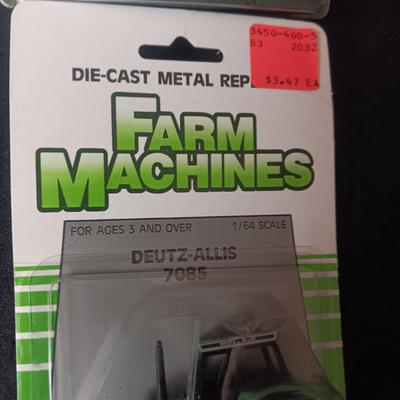 3450-460-5
B3 2032
$3.47 EA
DIE-CAST METAL REP
FARM
MACHINES
FOR AGES 3 AND OVER 1/64 SCALE
DEUTZ-ALLIS
7085